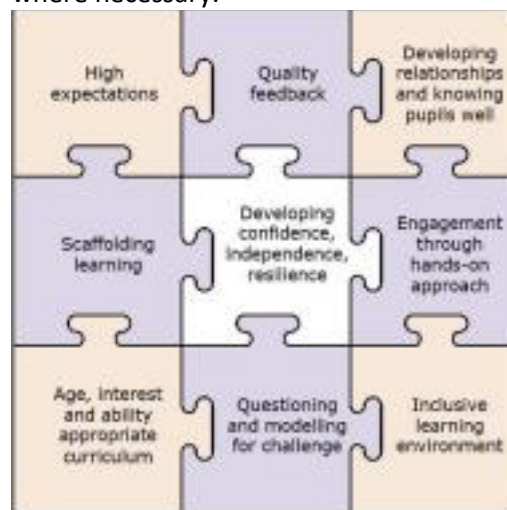 where necessary.
High
expectations
Quality
feedback
Developing
relationships
and knowing
pupils well
Scaffolding
learning
Developing
confidence,
independence,
resilience
Engagement
through
hands-on
approach
Age, interest
and ability
appropriate
curriculum
Questioning
and modelling
for challenge
Inclusive
learning
environment